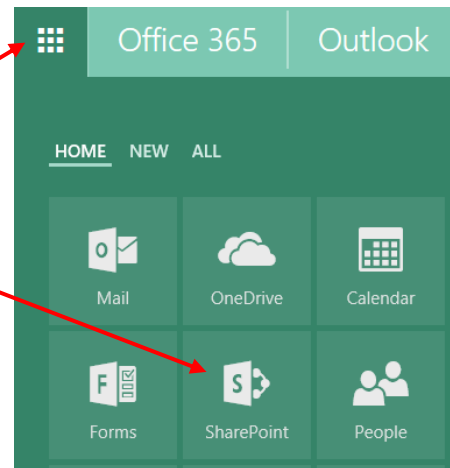 Office 365 Outlook
HOME NEW ALL
Mail OneDrive Calendar
Forms SharePoint People